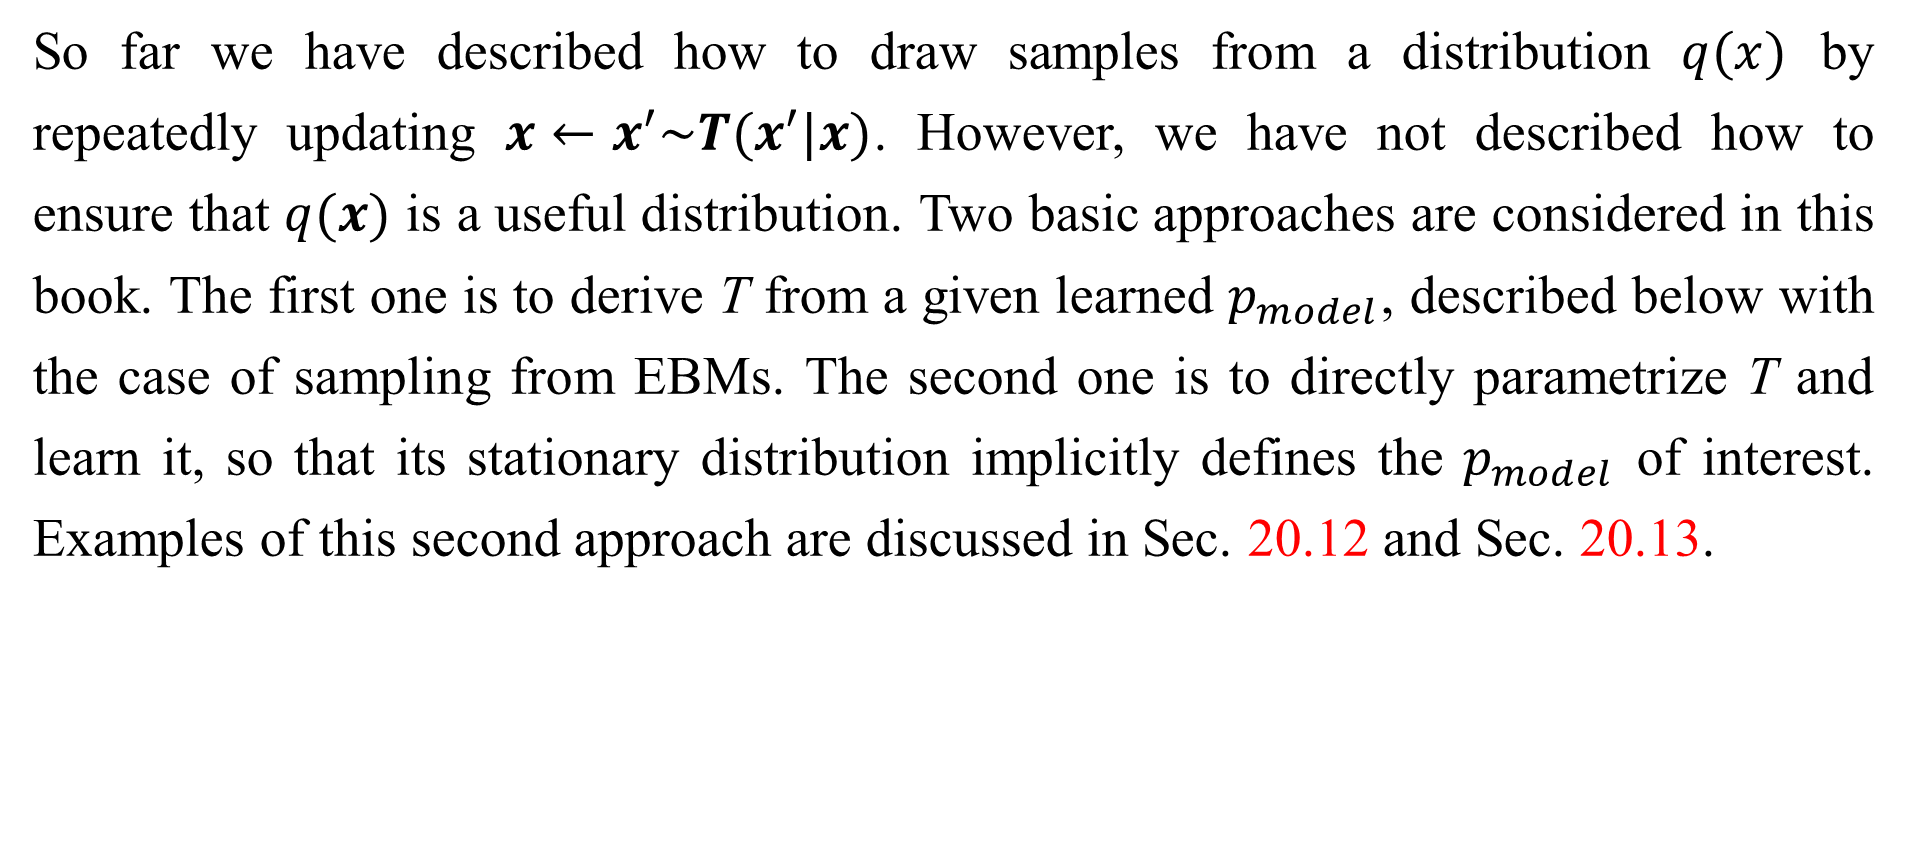 So far we have described how to draw samples from a distribution q(x) by
repeatedly updating x ← x′~T(x′|x). However, we have not described how to
ensure that q(x) is a useful distribution. Two basic approaches are considered in this
book. The first one is to derive T from a given learned p_model, described below with
the case of sampling from EBMs. The second one is to directly parametrize T and
learn it, so that its stationary distribution implicitly defines the p_model of interest.
Examples of this second approach are discussed in Sec. 20.12 and Sec. 20.13.